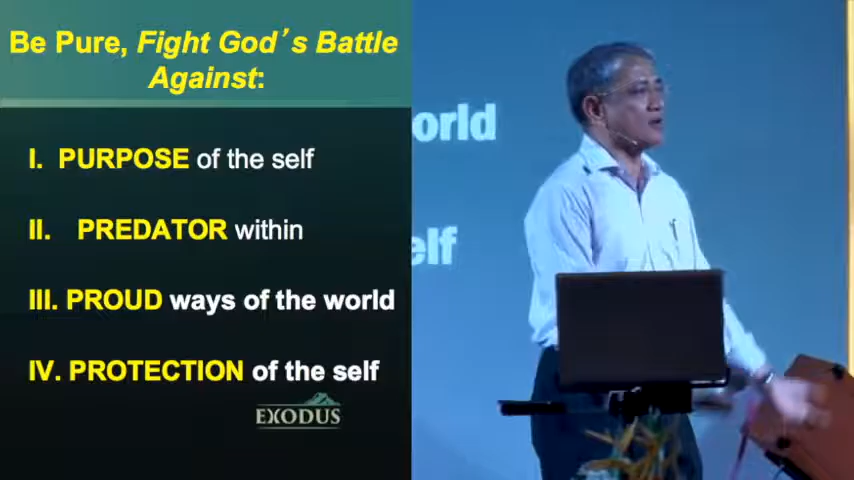 Be Pure, Fight God's Battle
Against:
I. PURPOSE of the self
II. PREDATOR within
III. PROUD ways of the world
IV. PROTECTION of the self
EXODUS
orld
elf